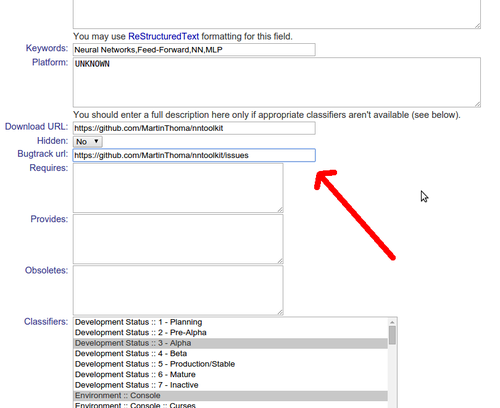 You may use ReStructuredText formatting for this field.
Keywords: Neural Networks,Feed-Forward,NN,MLP
Platform: UNKNOWN
You should enter a full description here only if appropriate classifiers aren't available (see below).
Download URL: https://github.com/MartinThoma/nntoolkit
Hidden: No
Bugtrack url: https://github.com/MartinThoma/nntoolkit/issues
Requires:
Provides:
Obsoletes:
Classifiers: Development Status :: 1 - Planning
Development Status :: 2 - Pre-Alpha
Development Status :: 3 - Alpha
Development Status :: 4 - Beta
Development Status :: 5 - Production/Stable
Development Status :: 6 - Mature
Development Status :: 7 - Inactive
Environment :: Console
Environment :: Console :: Curses